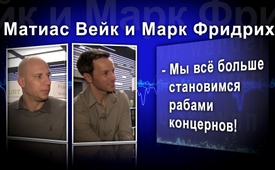 Матиас Вейк и Марк Фридрих
- Мы всё больше
становимся
рабами
концернов!